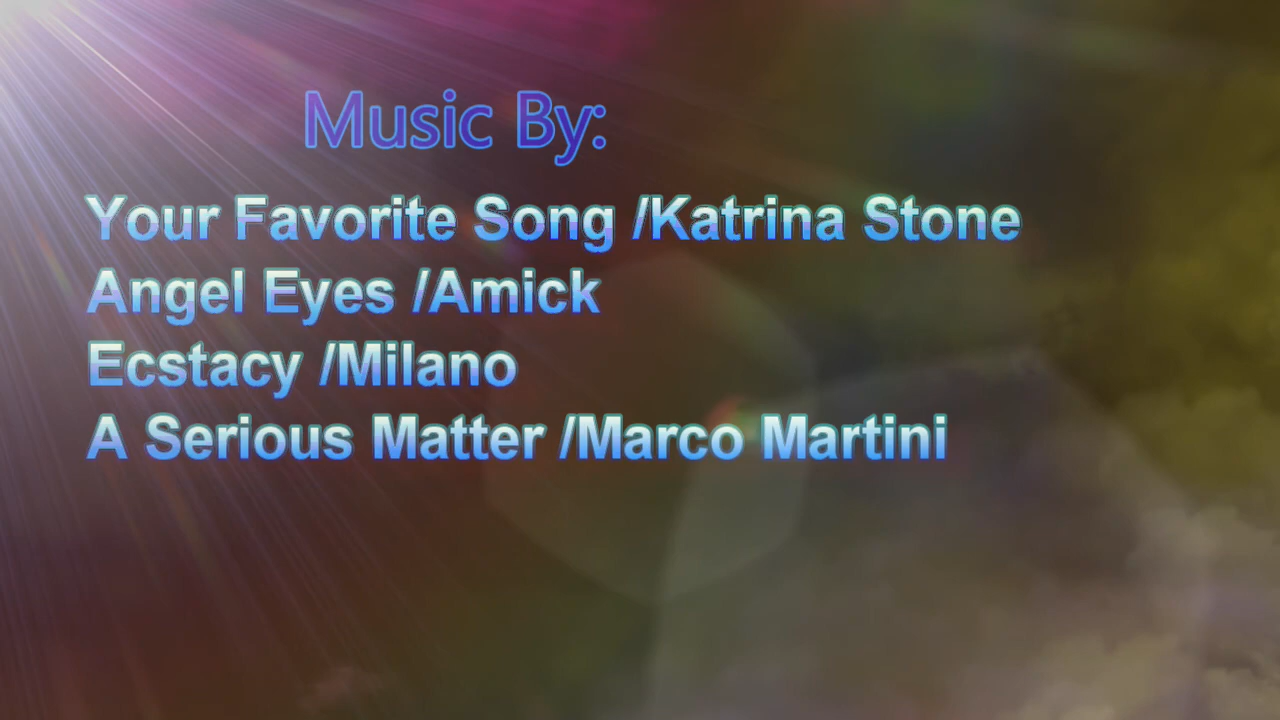 Music By:
Your Favorite Song /Katrina Stone
Angel Eyes /Amick
Ecstacy /Milano
A Serious Matter /Marco Martini